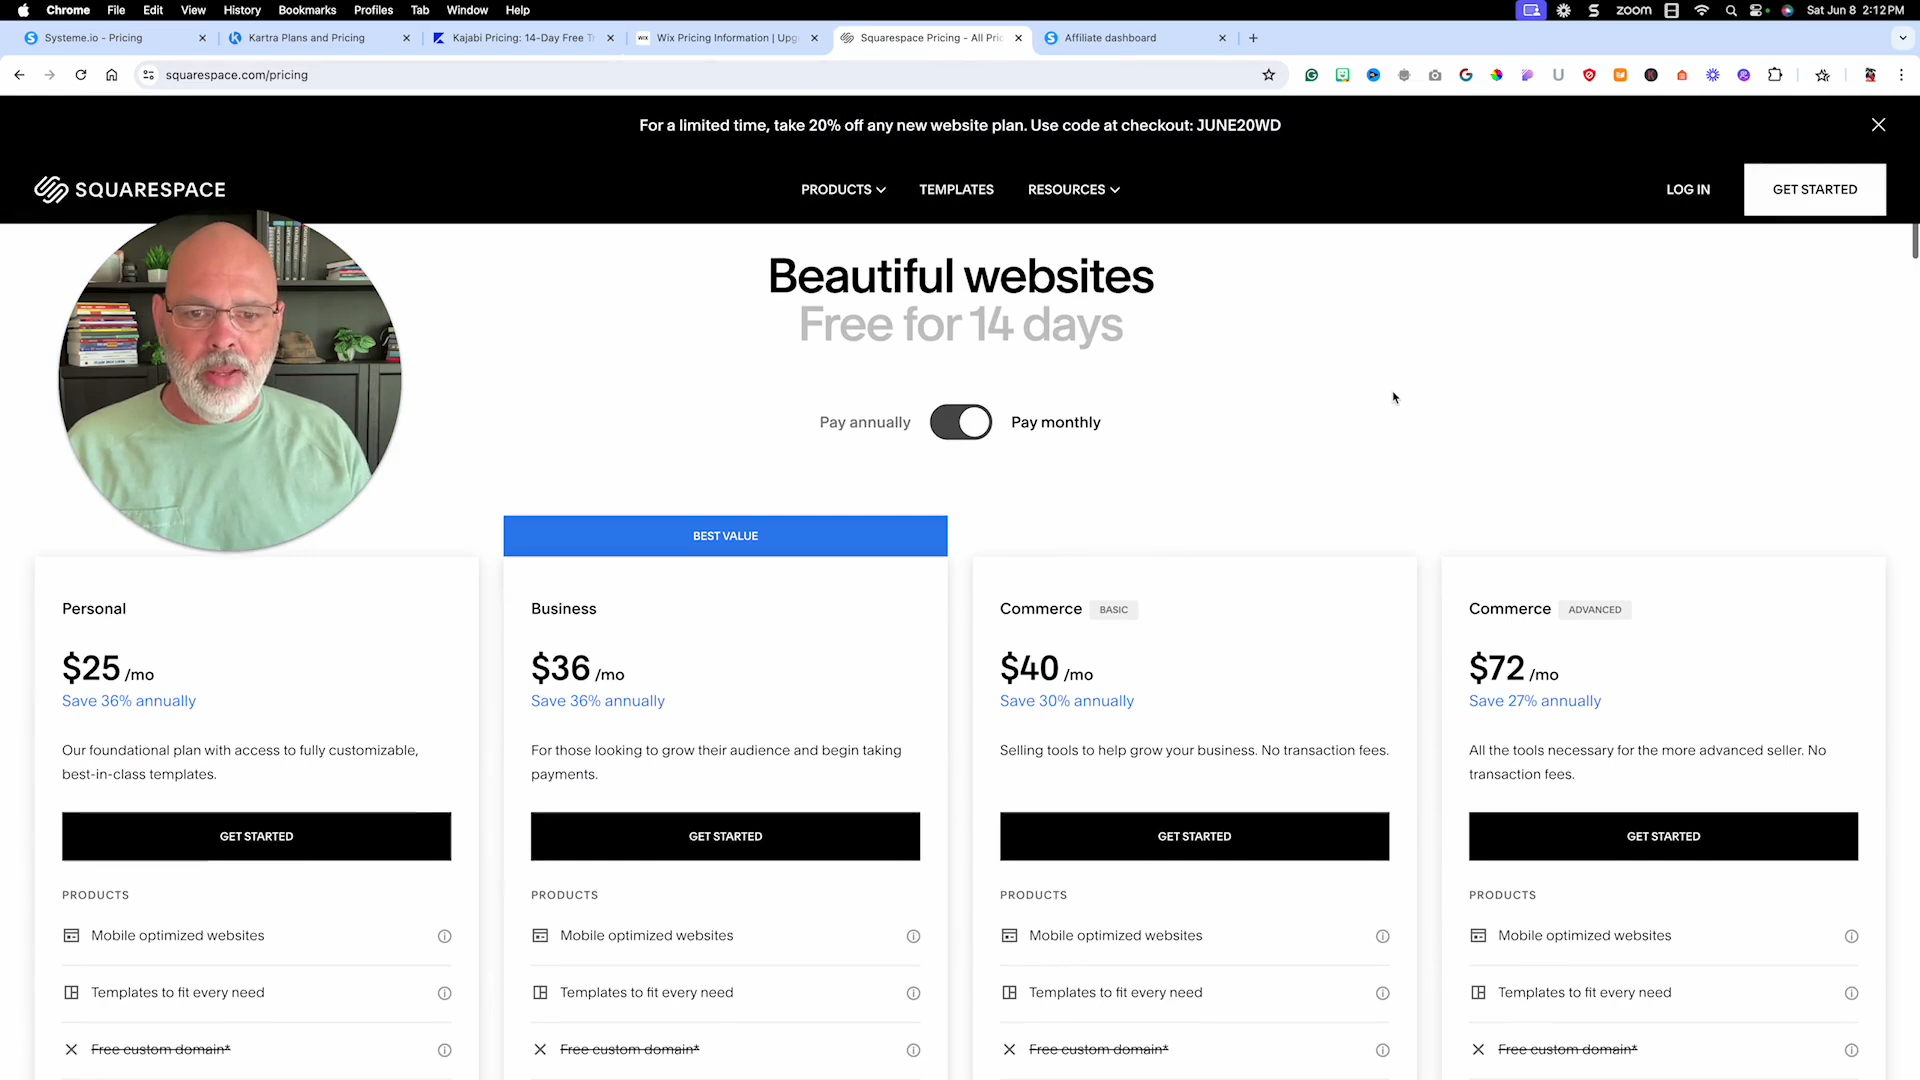 Chrome File Edit View History Bookmarks Profiles Tab Window Help
zoom
Sat Jun 8 2:12 PM
Systeme.io - Pricing
Kartra Plans and Pricing
Kajabi Pricing: 14-Day Free Tr
WIX
Wix Pricing Information | Upg
Squarespace Pricing - All Pric
Affiliate dashboard
squarespace.com/pricing
For a limited time, take 20% off any new website plan. Use code at checkout: JUNE20WD
SQUARESPACE
PRODUCTS
TEMPLATES
RESOURCES
LOG IN
GET STARTED
Beautiful websites
Free for 14 days
Pay annually
Pay monthly
BEST VALUE
Personal
$25 /mo
Save 36% annually
Our foundational plan with access to fully customizable,
best-in-class templates.
GET STARTED
PRODUCTS
Mobile optimized websites
Templates to fit every need
Free custom domain*
Business
$36 /mo
Save 36% annually
For those looking to grow their audience and begin taking
payments.
GET STARTED
PRODUCTS
Mobile optimized websites
Templates to fit every need
Free custom domain*
Commerce BASIC
$40 /mo
Save 30% annually
Selling tools to help grow your business. No transaction fees.
GET STARTED
PRODUCTS
Mobile optimized websites
Templates to fit every need
Free custom domain*
Commerce ADVANCED
$72 /mo
Save 27% annually
All the tools necessary for the more advanced seller. No
transaction fees.
GET STARTED
PRODUCTS
Mobile optimized websites
Templates to fit every need
Free custom domain*